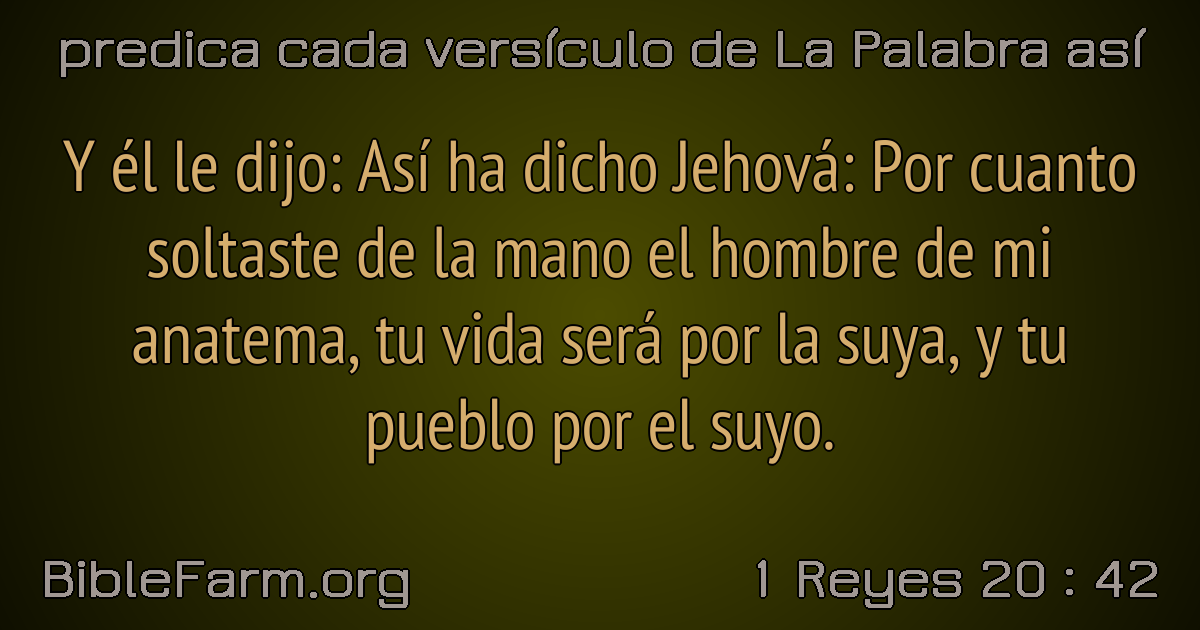 predica cada versículo de La Palabra así
Y él le dijo: Así ha dicho Jehová: Por cuanto
soltaste de la mano el hombre de mi
anatema, tu vida será por la suya, y tu
pueblo por el suyo.
BibleFarm.org
1 Reyes 20 : 42